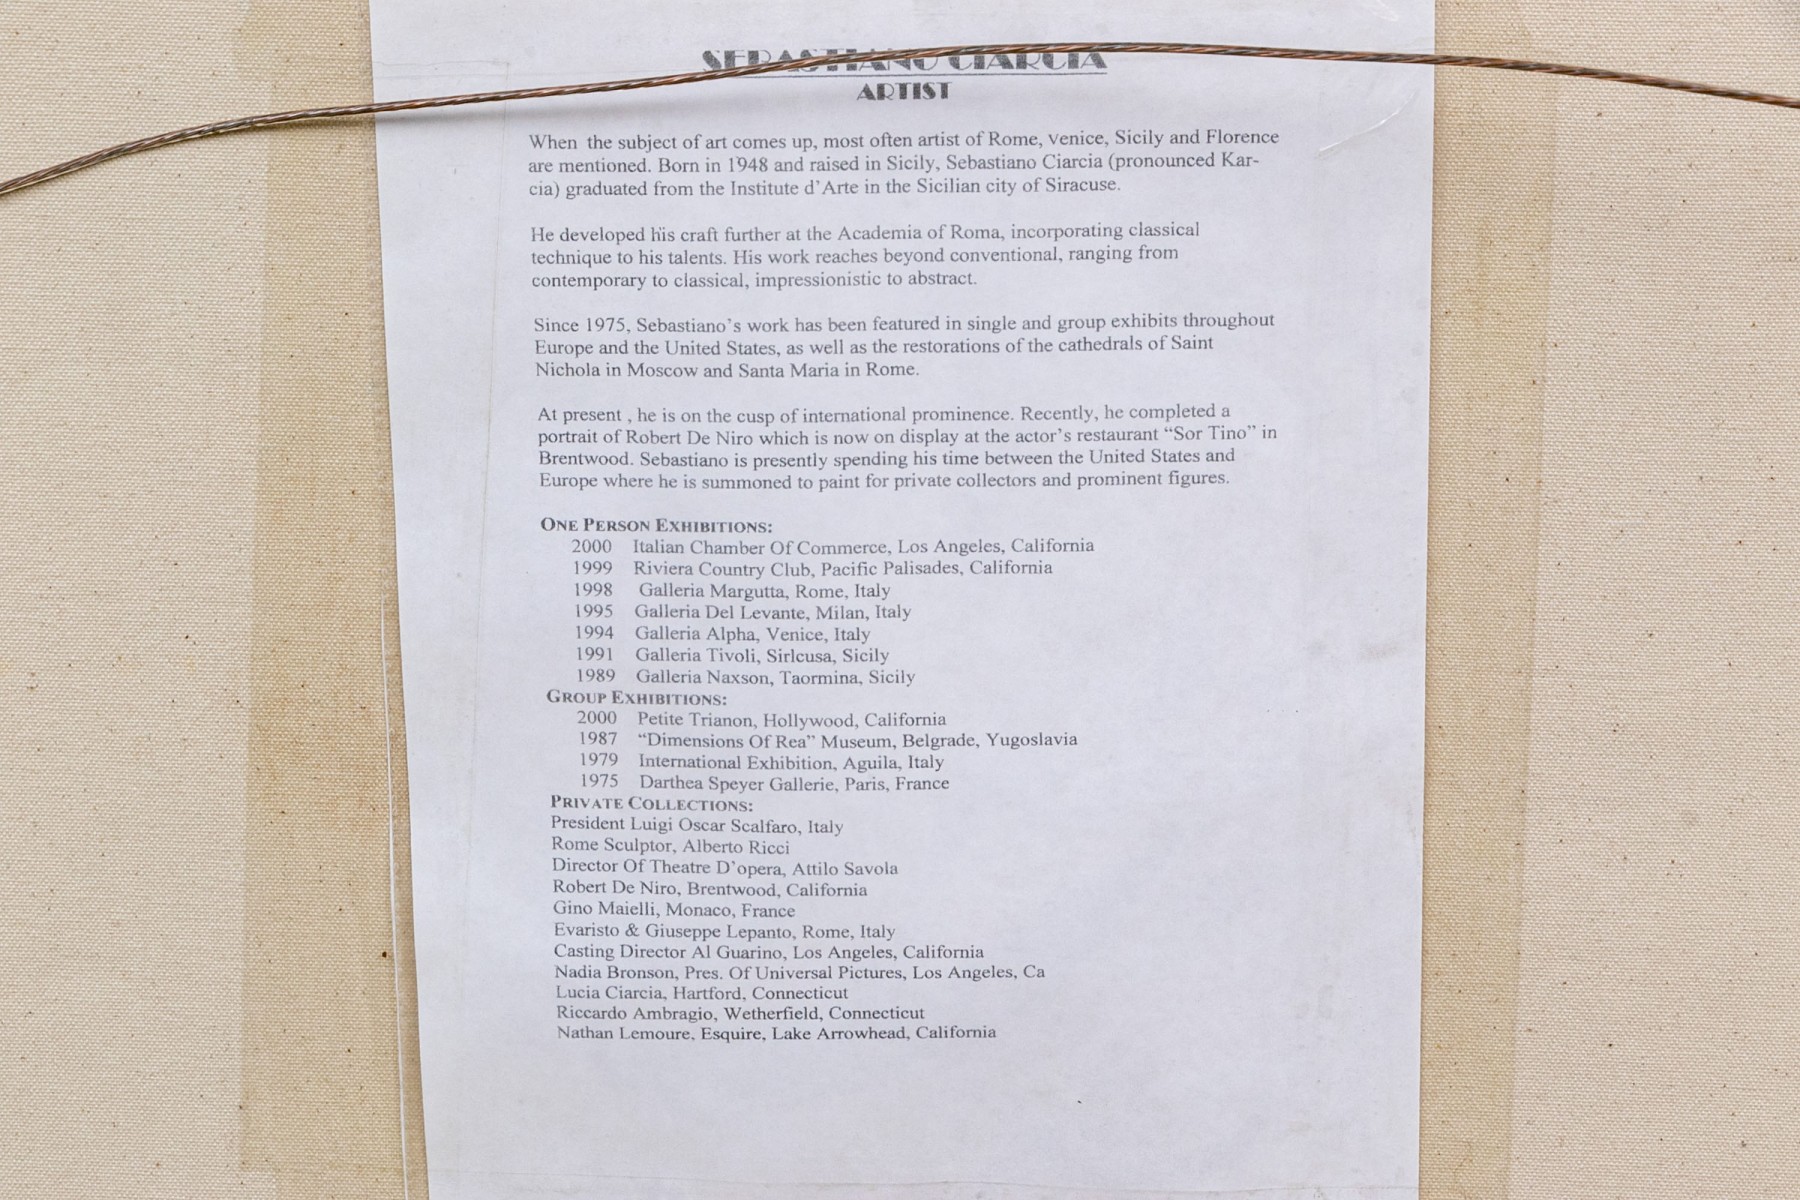 SEBASTIANO CIARCIA
ARTIST
When the subject of art comes up, most often artist of Rome, venice, Sicily and Florence
are mentioned. Born in 1948 and raised in Sicily, Sebastiano Ciarcia (pronounced Kar-
cia) graduated from the Institute d'Arte in the Sicilian city of Siracuse.
He developed his craft further at the Academia of Roma, incorporating classical
technique to his talents. His work reaches beyond conventional, ranging from
contemporary to classical, impressionistic to abstract.
Since 1975, Sebastiano's work has been featured in single and group exhibits throughout
Europe and the United States, as well as the restorations of the cathedrals of Saint
Nichola in Moscow and Santa Maria in Rome.
At present , he is on the cusp of international prominence. Recently, he completed a
portrait of Robert De Niro which is now on display at the actor's restaurant "Sor Tino" in
Brentwood. Sebastiano is presently spending his time between the United States and
Europe where he is summoned to paint for private collectors and prominent figures.
ONE PERSON EXHIBITIONS:
2000 Italian Chamber Of Commerce, Los Angeles, California
1999 Riviera Country Club, Pacific Palisades, California
1998 Galleria Margutta, Rome, Italy
1995 Galleria Del Levante, Milan, Italy
1994 Galleria Alpha, Venice, Italy
1991 Galleria Tivoli, Sirlcusa, Sicily
1989 Galleria Naxson, Taormina, Sicily
GROUP EXHIBITIONS:
2000 Petite Trianon, Hollywood, California
1987 "Dimensions Of Rea" Museum, Belgrade, Yugoslavia
1979 International Exhibition, Aguila, Italy
1975 Darthea Speyer Gallerie, Paris, France
PRIVATE COLLECTIONS:
President Luigi Oscar Scalfaro, Italy
Rome Sculptor, Alberto Ricci
Director Of Theatre D'opera, Attilo Savola
Robert De Niro, Brentwood, California
Gino Maielli, Monaco, France
Evaristo & Giuseppe Lepanto, Rome, Italy
Casting Director Al Guarino, Los Angeles, California
Nadia Bronson, Pres. Of Universal Pictures, Los Angeles, Ca
Lucia Ciarcia, Hartford, Connecticut
Riccardo Ambragio, Wetherfield, Connecticut
Nathan Lemoure, Esquire, Lake Arrowhead, California